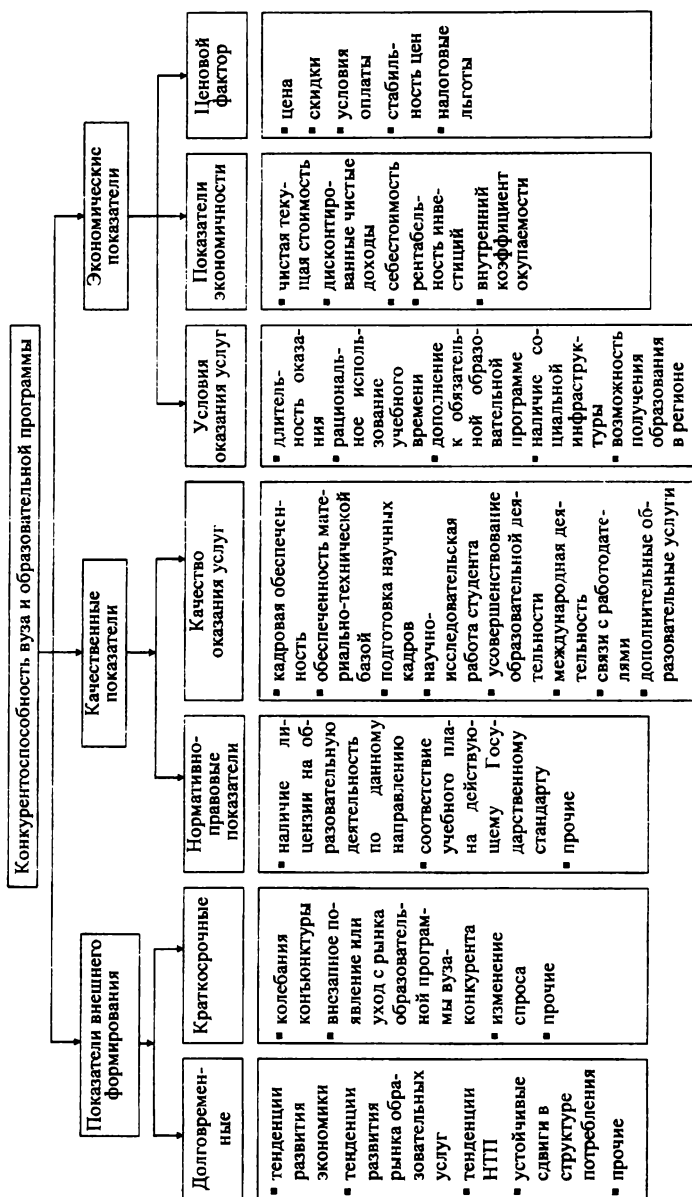 Конкурентоспособность вуза и образовательной программы
Показатели внешнего
формирования
Качественные
показатели
Экономические
показатели
Долговремен-
ные
Краткосрочные
Нормативно-
правовые
показатели
Качество
оказания услуг
Условия
оказания услуг
Показатели
экономичности
Ценовой
фактор
▪ тенденции
развития
экономики
▪ тенденции
развития
рынка обра-
зовательных
услуг
▪ тенденции
НТП
▪ устойчивые
сдвиги в
структуре
потребления
▪ прочие
▪ колебания
конъюнктуры
▪ внезапное по-
явление или
уход с рынка
образователь-
ной програм-
мы вуза-
конкурента
▪ изменение
спроса
▪ прочие
▪ наличие ли-
цензии на об-
разовательную
деятельность
по данному
направлению
▪ соответствие
учебного пла-
на действую-
щему Госу-
дарственному
стандарту
▪ прочие
▪ кадровая обеспечен-
ность
▪ обеспеченность мате-
риально-технической
базой
▪ подготовка научных
кадров
▪ научно-
исследовательская
работа студента
▪ усовершенствование
образовательной дея-
тельности
▪ международная дея-
тельность
▪ связи с работодате-
лями
▪ дополнительные об-
разовательные услуги
▪ длитель-
ность оказа-
ния
▪ рациональ-
ное исполь-
зование
учебного
времени
▪ дополнение
к обязатель-
ной образо-
вательной
программе
▪ наличие со-
циальной
инфраструк-
туры
▪ возможность
получения
образования
в регионе
▪ чистая теку-
щая стоимость
▪ дисконтиро-
ванные чистые
доходы
▪ себестоимость
▪ рентабель-
ность инве-
стиций
▪ внутренний
коэффициент
окупаемости
▪ цена
▪ скидки
▪ условия
оплаты
▪ стабиль-
ность цен
▪ налоговые
льготы